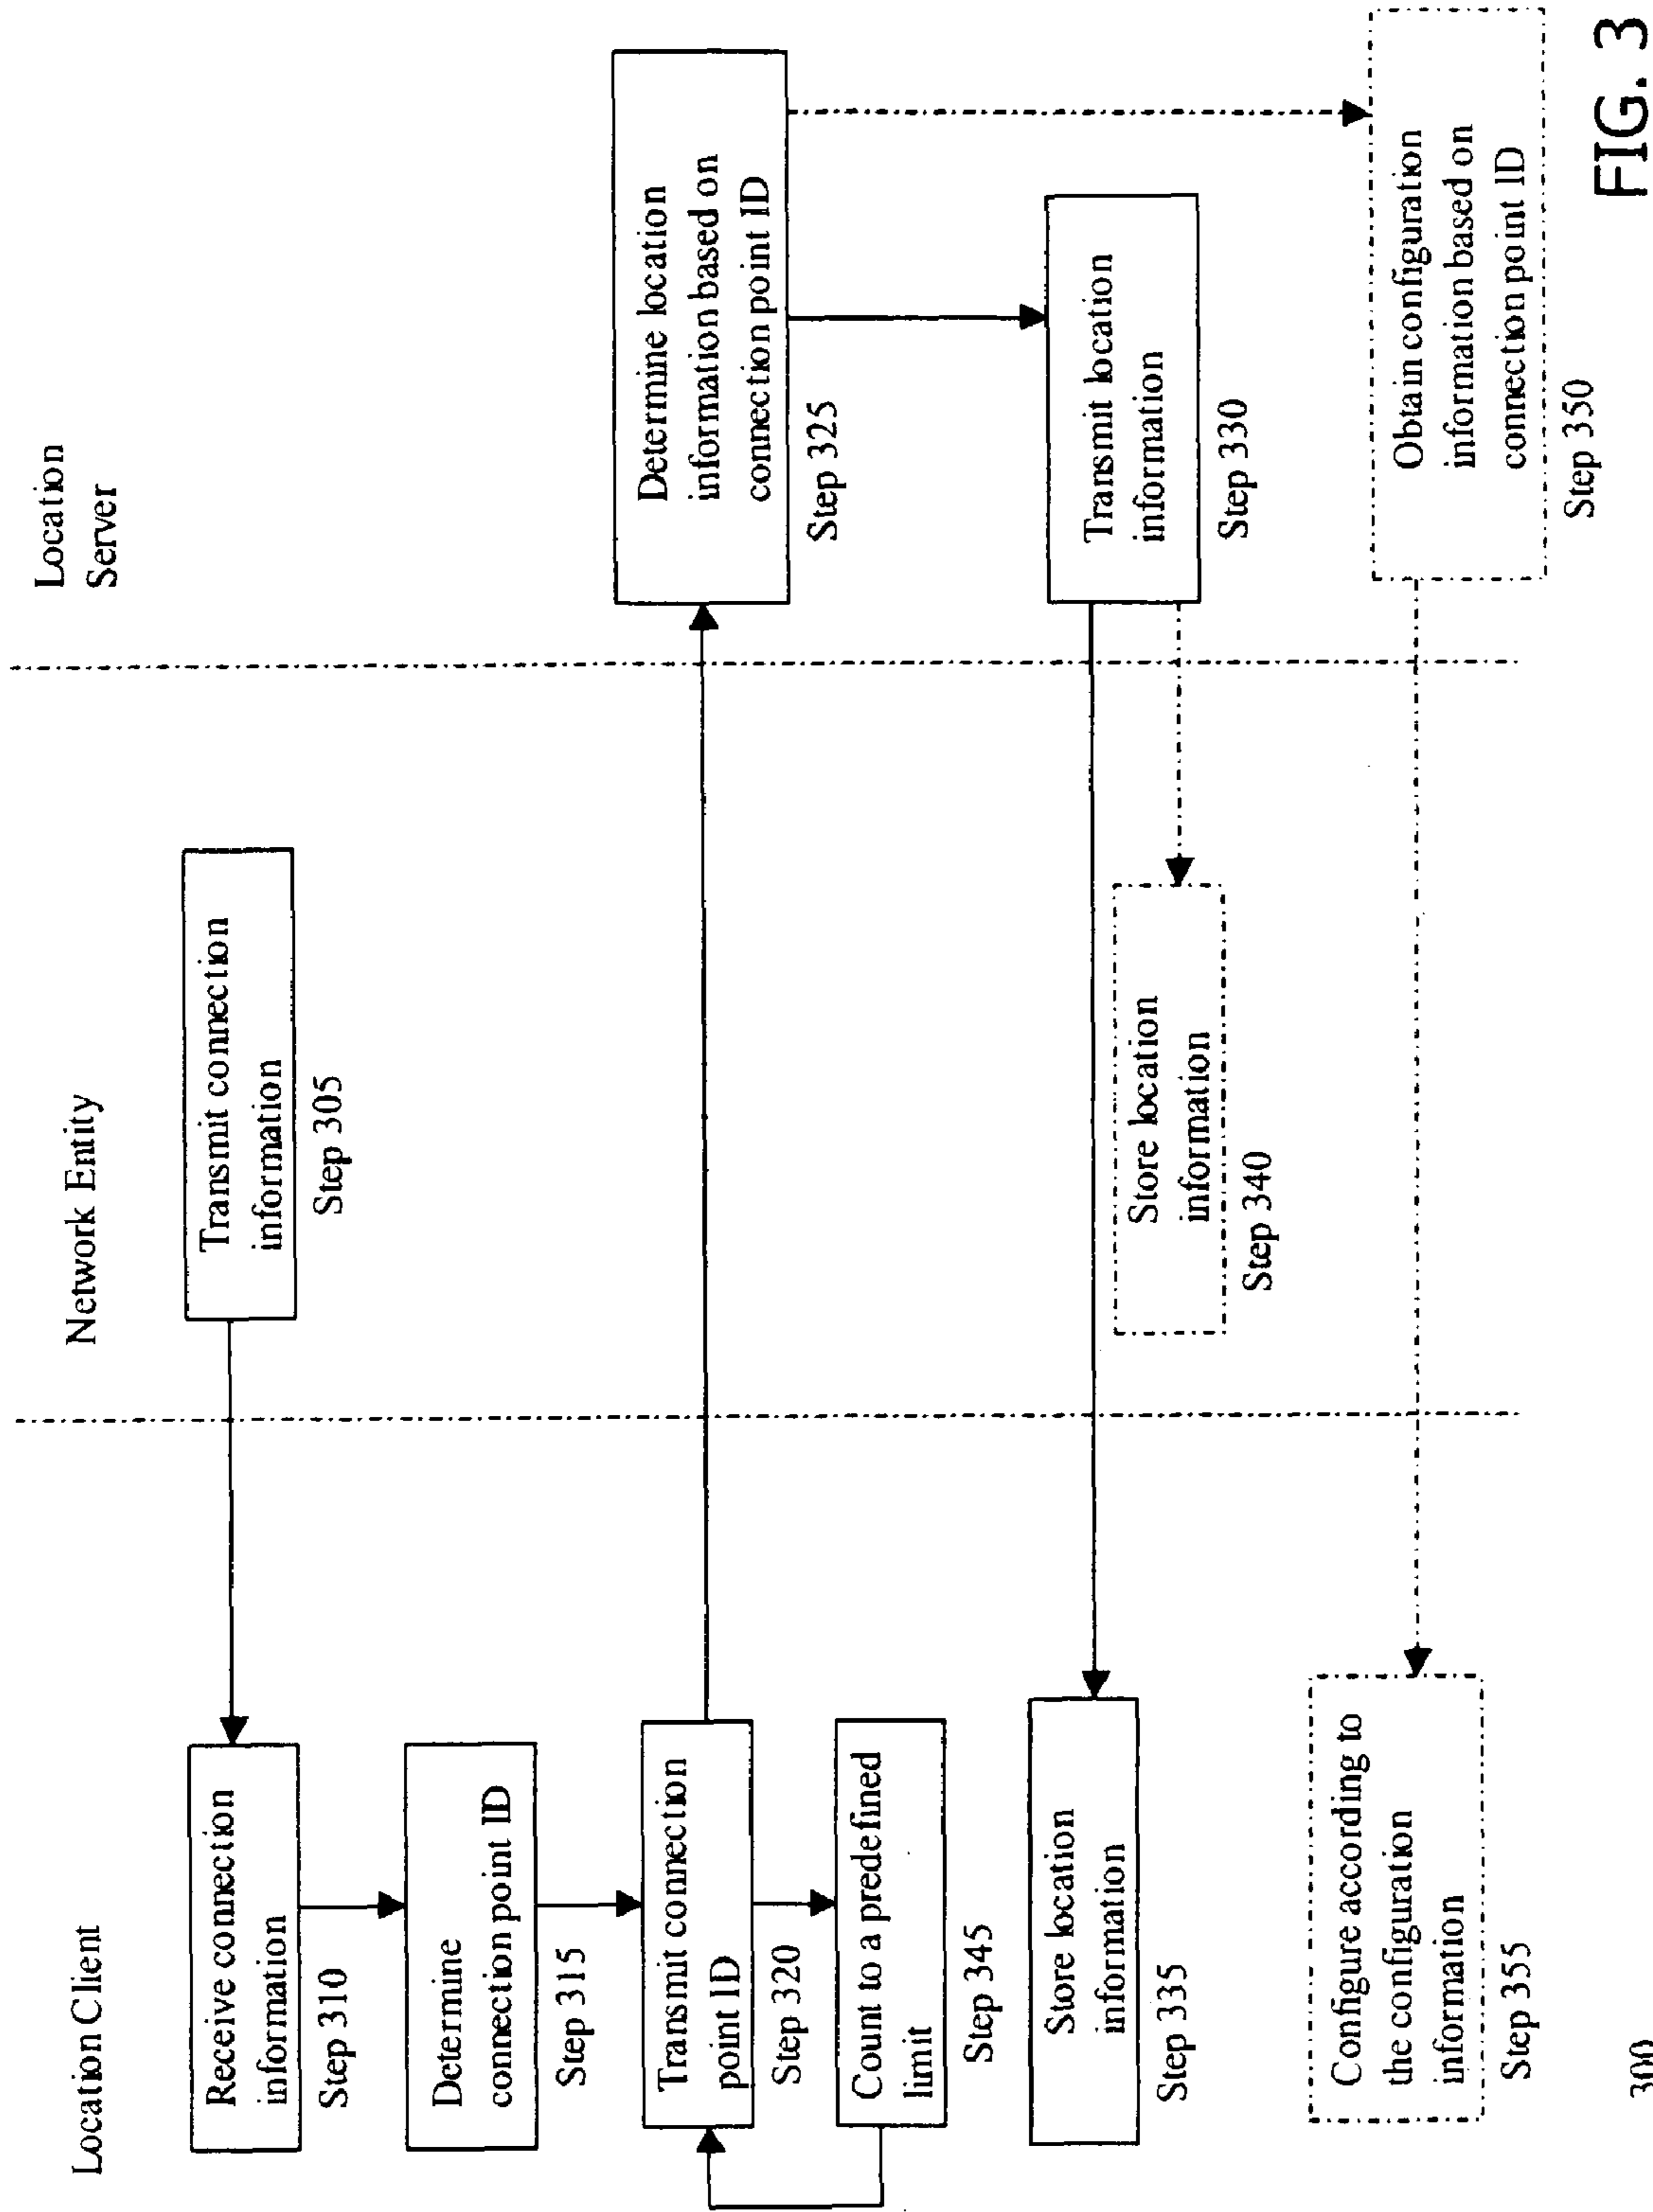 Location Client
Network Entity
Location
Server
Transmit connection
information
Step 305
Receive connection
information
Step 310
Determine
connection point ID
Step 315
Transmit connection
point ID
Step 320
Determine location
information based on
connection point ID
Step 325
Count to a predefined
limit
Step 345
Transmit location
information
Step 330
Store location
information
Step 335
Store location
information
Step 340
Obtain configuration
information based on
connection point ID
Step 350
Configure according to
the configuration
information
Step 355
300
FIG. 3